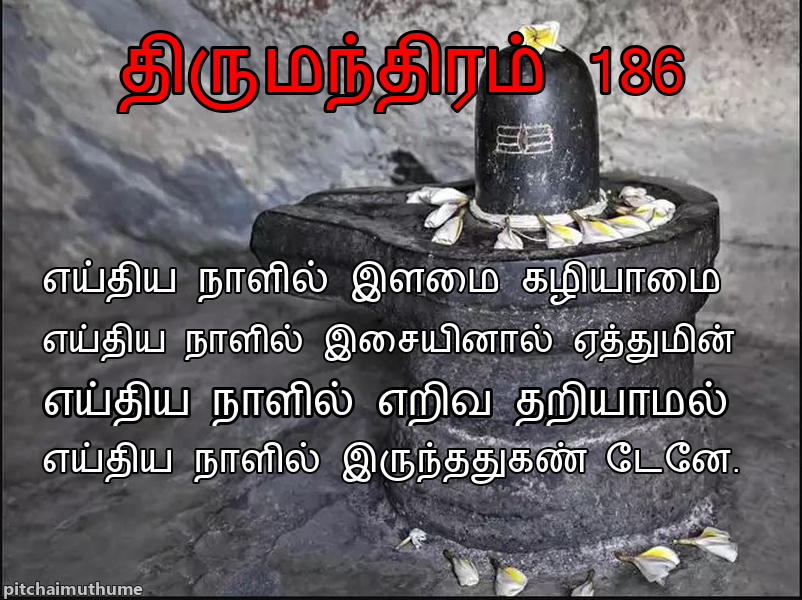 திருமந்திரம் 186
எய்திய நாளில் இளமை கழியாமை
எய்திய நாளில் இசையினால் ஏத்துமின்
எய்திய நாளில் எறிவ தறியாமல்
எய்திய நாளில் இருந்ததுகண் டேனே.
pitchaimuthume